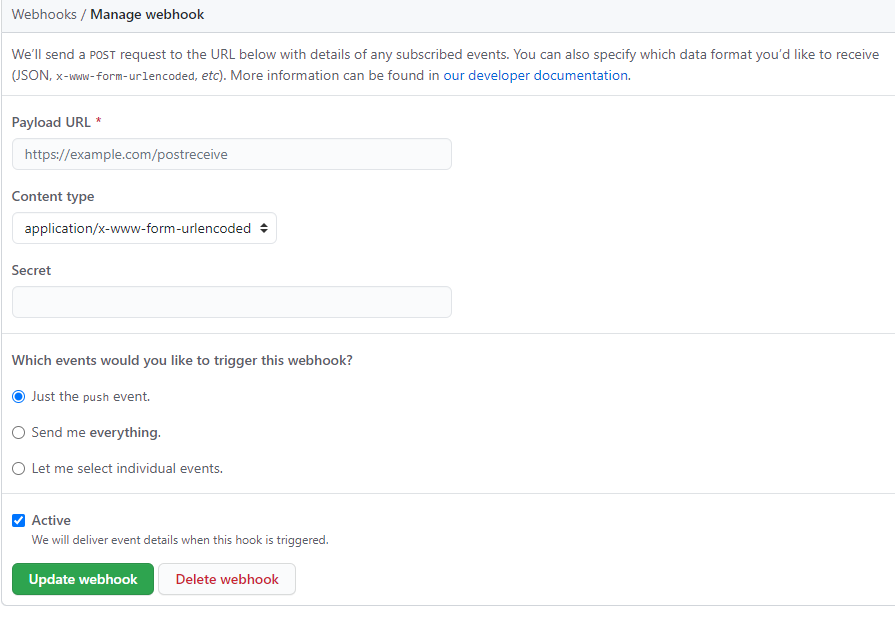 Webhooks / Manage webhook
We'll send a POST request to the URL below with details of any subscribed events. You can also specify which data format you'd like to receive
(JSON, x-www-form-urlencoded, etc). More information can be found in our developer documentation.
Payload URL *
https://example.com/postreceive
Content type
application/x-www-form-urlencoded
Secret
Which events would you like to trigger this webhook?
Just the push event.
Send me everything.
Let me select individual events.
Active
We will deliver event details when this hook is triggered.
Update webhook Delete webhook